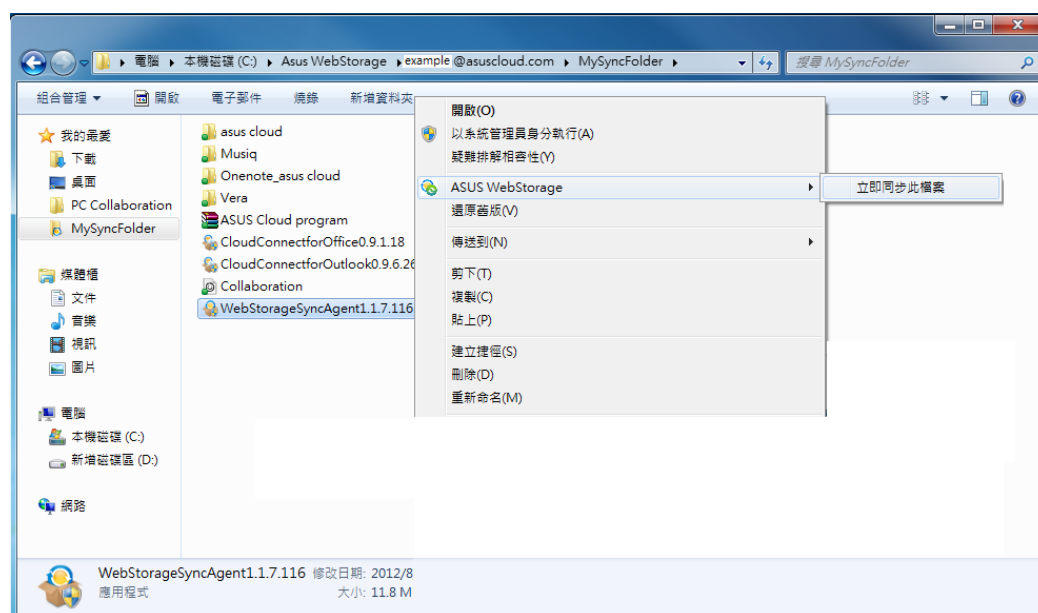 電腦 ▸ 本機磁碟 (C:) ▸ Asus WebStorage ▸ example @asuscloud.com ▸ MySyncFolder ▸
搜尋 MySyncFolder
組合管理 ▼ 開啟 電子郵件 燒錄 新增資料夾
我的最愛
下載
桌面
PC Collaboration
MySyncFolder
媒體櫃
文件
音樂
視訊
圖片
電腦
本機磁碟 (C:)
新增磁碟區 (D:)
網路
asus cloud
Musiq
Onenote_asus cloud
Vera
ASUS Cloud program
CloudConnectforOffice0.9.1.18
CloudConnectforOutlook0.9.6.26
Collaboration
WebStorageSyncAgent1.1.7.116
開啟(O)
以系統管理員身分執行(A)
疑難排解相容性(Y)
ASUS WebStorage
立即同步此檔案
還原舊版(V)
傳送到(N)
剪下(T)
複製(C)
貼上(P)
建立捷徑(S)
刪除(D)
重新命名(M)
WebStorageSyncAgent1.1.7.116 修改日期: 2012/8
應用程式 大小: 11.8 M